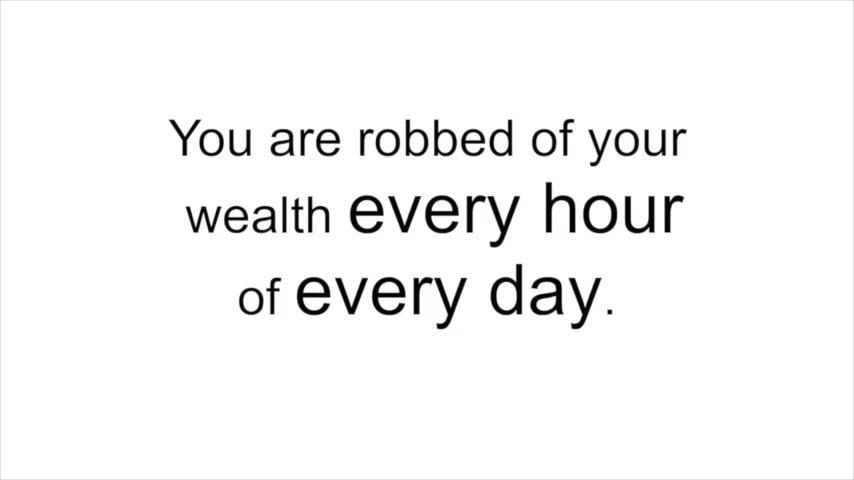 You are robbed of your
wealth every hour
of every day.